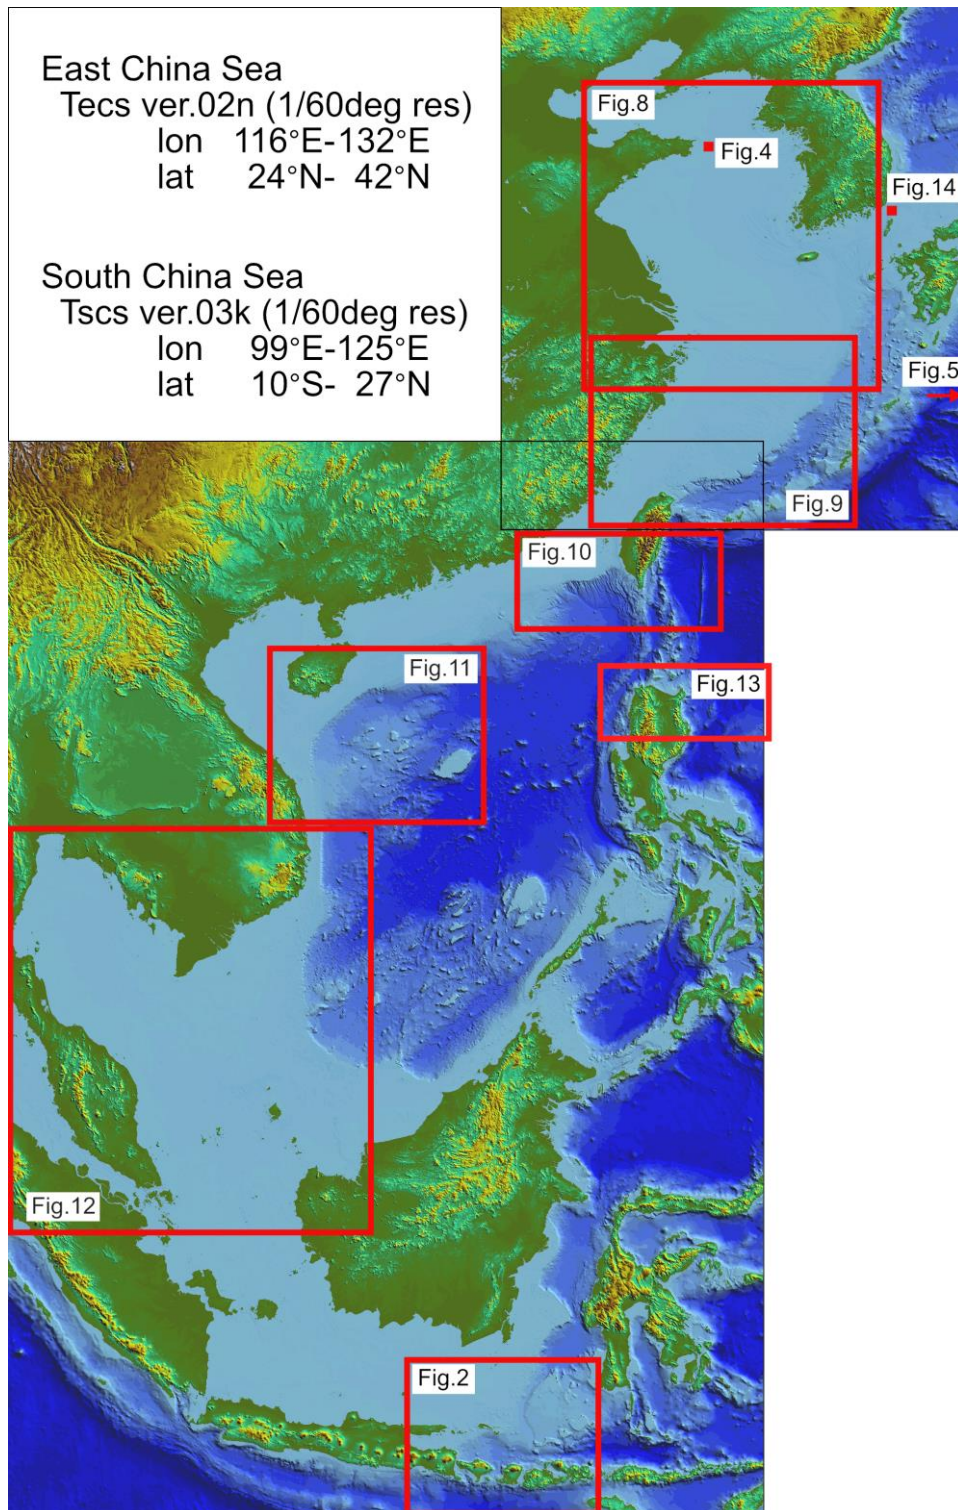 East China Sea
Tecs ver.02n (1/60deg res)
lon 116°E-132°E
lat 24°N- 42°N
South China Sea
Tscs ver.03k (1/60deg res)
lon 99°E-125°E
lat 10°S- 27°N
Fig.8
Fig.4
Fig.14
Fig.5
Fig.9
Fig.10
Fig.11
Fig.13
Fig.12
Fig.2